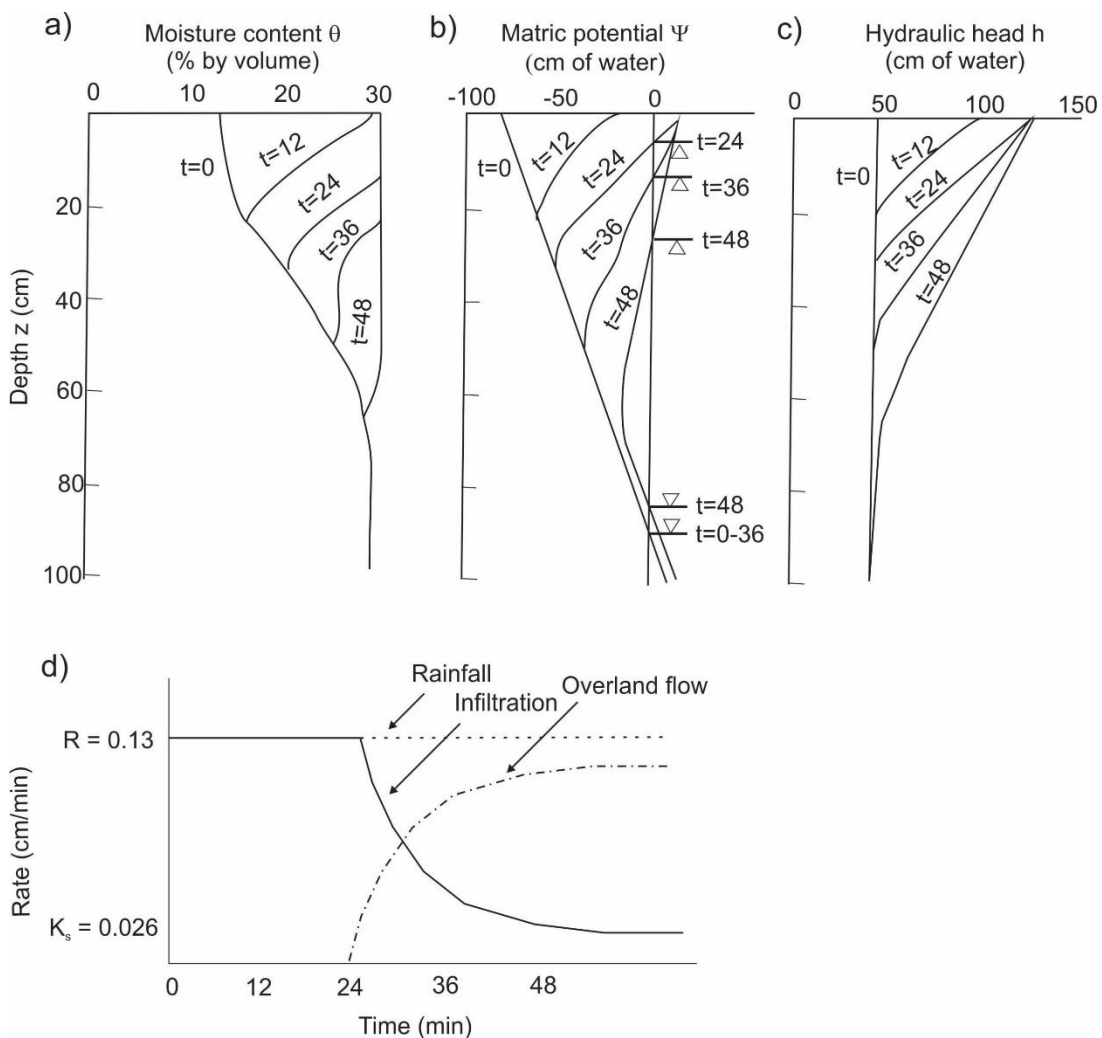 a)
Moisture content θ
(% by volume)
0
10
20
30
t=0
t=12
t=24
t=36
t=48
Depth z (cm)
20
40
60
80
100
b)
Matric potential Ψ
(cm of water)
-100
-50
0
t=0
t=12
t=24
t=36
t=48
t=24
t=36
t=48
t=48
t=0-36
c)
Hydraulic head h
(cm of water)
0
50
100
150
t=0
t=12
t=24
t=36
t=48
d)
Rainfall
Infiltration
Overland flow
R = 0.13
Rate (cm/min)
Kₛ = 0.026
0
12
24
36
48
Time (min)